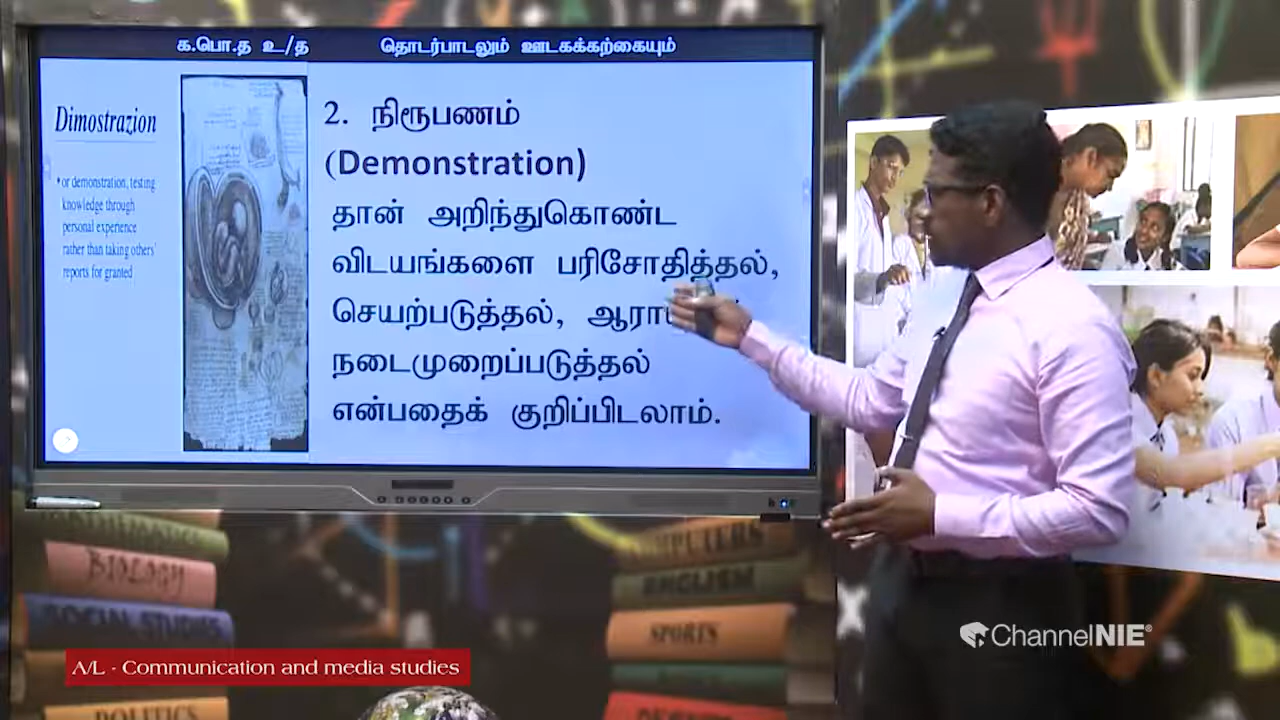 க.பொ.த உ/த தொடர்பாடலும் ஊடகக்கற்கையும்
Dimostrazion
• or demonstration, testing
knowledge through
personal experience
rather than taking others'
reports for granted
2. நிரூபணம்
(Demonstration)
தான் அறிந்துகொண்ட
விடயங்களை பரிசோதித்தல்,
செயற்படுத்தல்,
நடைமுறைப்படுத்தல்
என்பதைக் குறிப்பிடலாம்.
MATHEMATICS
BIOLOGY
SOCIAL STUDIES
POLITICS
COMPUTERS
ENGLISH
SPORTS
ChannelNIE®
A/L - Communication and media studies